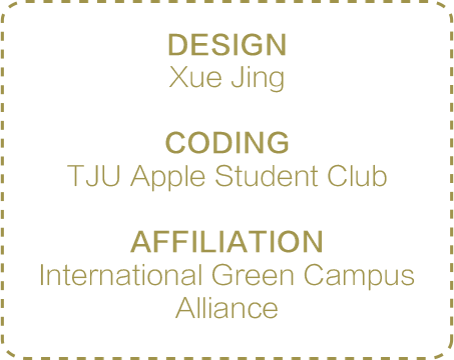 DESIGN
Xue Jing
CODING
TJU Apple Student Club
AFFILIATION
International Green Campus
Alliance